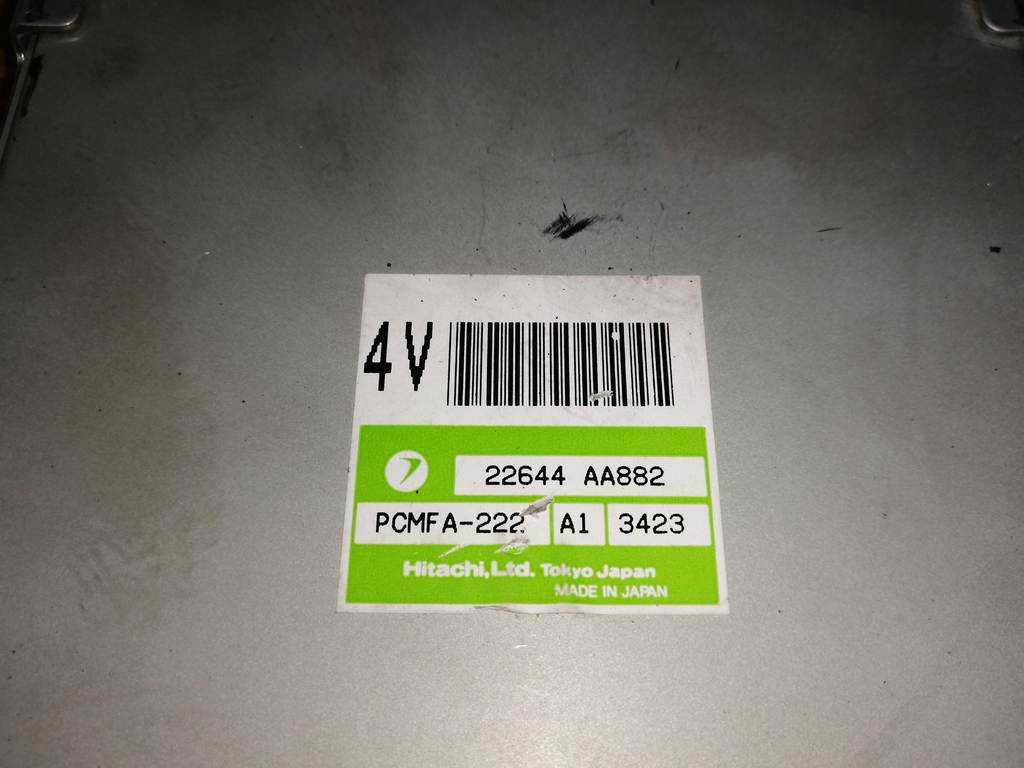 4V
22644 AA882
PCMFA-222 A1 3423
Hitachi,Ltd. Tokyo Japan
MADE IN JAPAN